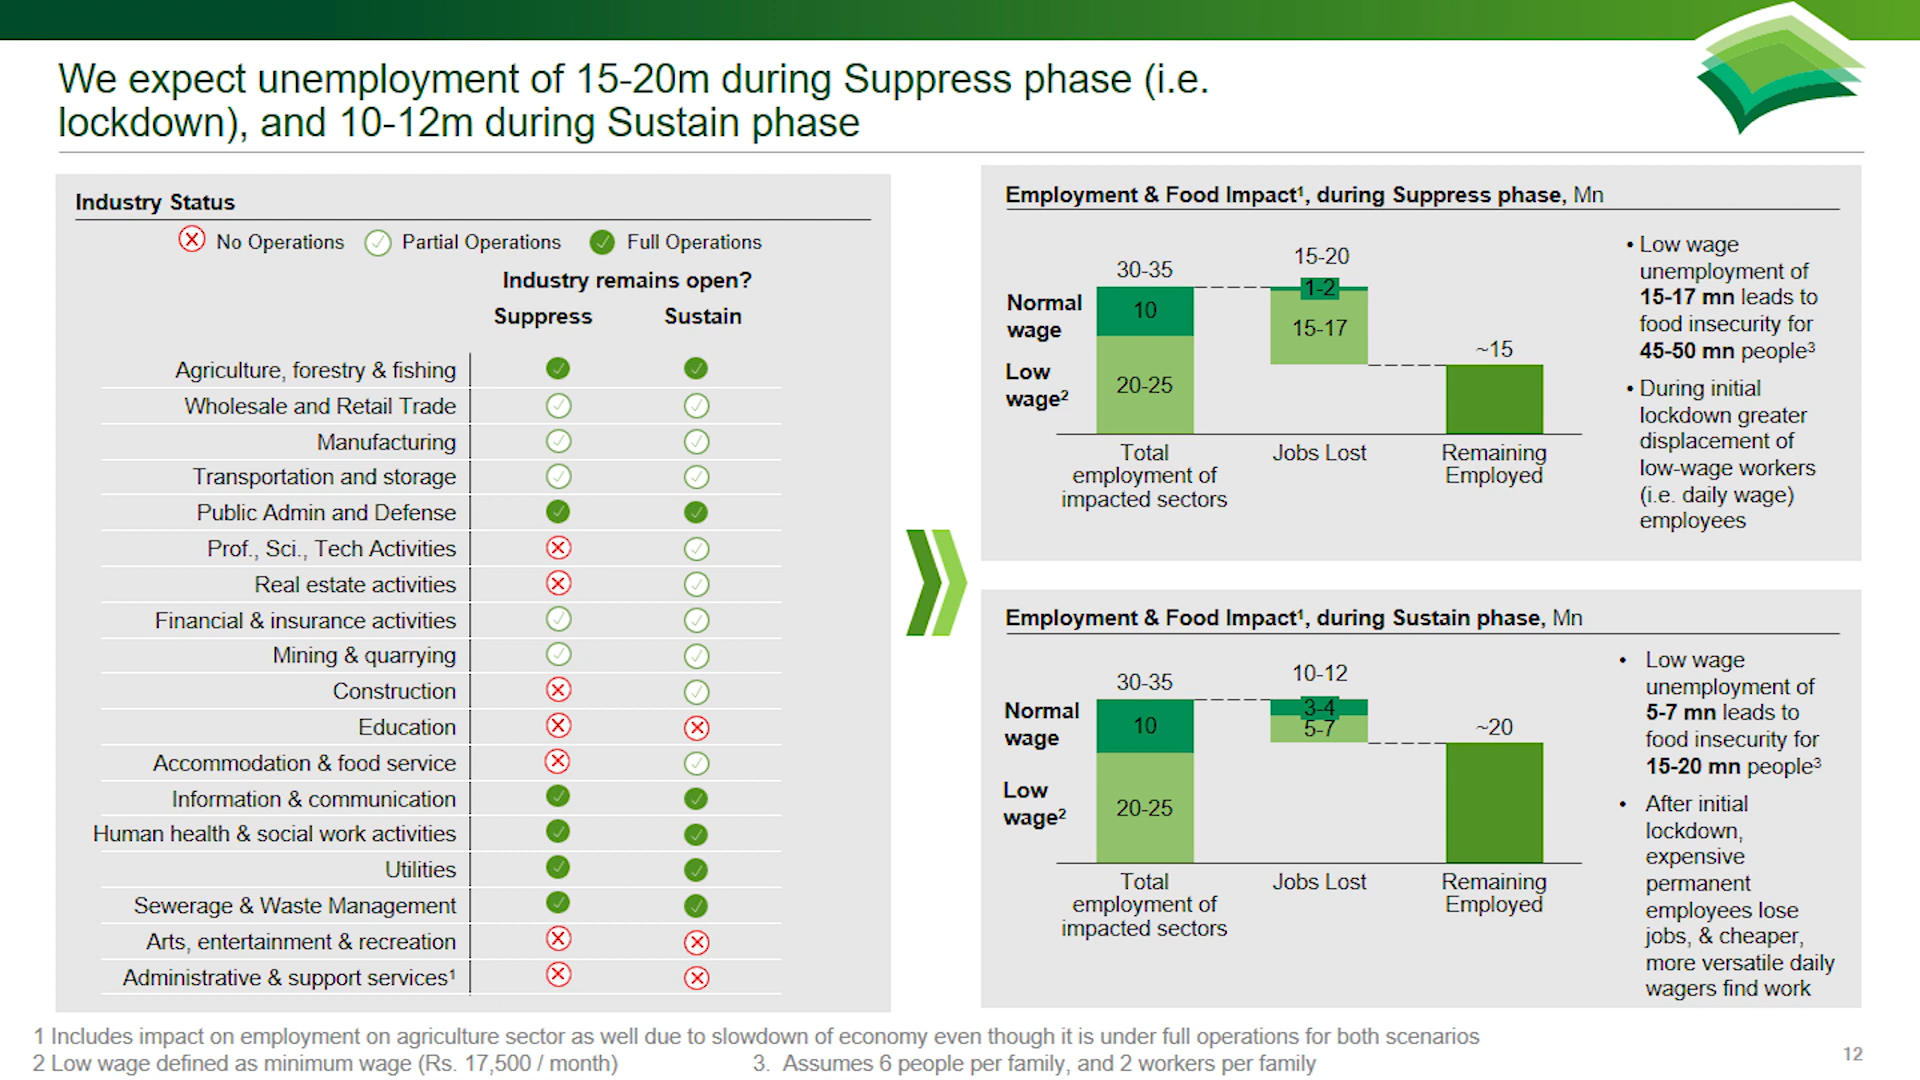 We expect unemployment of 15-20m during Suppress phase (i.e.
lockdown), and 10-12m during Sustain phase
Industry Status
No Operations Partial Operations Full Operations
Industry remains open?
Suppress Sustain
Agriculture, forestry & fishing
Wholesale and Retail Trade
Manufacturing
Transportation and storage
Public Admin and Defense
Prof., Sci., Tech Activities
Real estate activities
Financial & insurance activities
Mining & quarrying
Construction
Education
Accommodation & food service
Information & communication
Human health & social work activities
Utilities
Sewerage & Waste Management
Arts, entertainment & recreation
Administrative & support services¹
Employment & Food Impact¹, during Suppress phase, Mn
30-35
15-20
Normal
wage
10
1-2
15-17
~15
Low
wage²
20-25
Total
employment of
impacted sectors
Jobs Lost
Remaining
Employed
• Low wage
unemployment of
15-17 mn leads to
food insecurity for
45-50 mn people³
• During initial
lockdown greater
displacement of
low-wage workers
(i.e. daily wage)
employees
Employment & Food Impact¹, during Sustain phase, Mn
30-35
10-12
Normal
wage
10
3-4
5-7
~20
Low
wage²
20-25
Total
employment of
impacted sectors
Jobs Lost
Remaining
Employed
• Low wage
unemployment of
5-7 mn leads to
food insecurity for
15-20 mn people³
• After initial
lockdown,
expensive
permanent
employees lose
jobs, & cheaper,
more versatile daily
wagers find work
1 Includes impact on employment on agriculture sector as well due to slowdown of economy even though it is under full operations for both scenarios
2 Low wage defined as minimum wage (Rs. 17,500 / month) 3. Assumes 6 people per family, and 2 workers per family
12